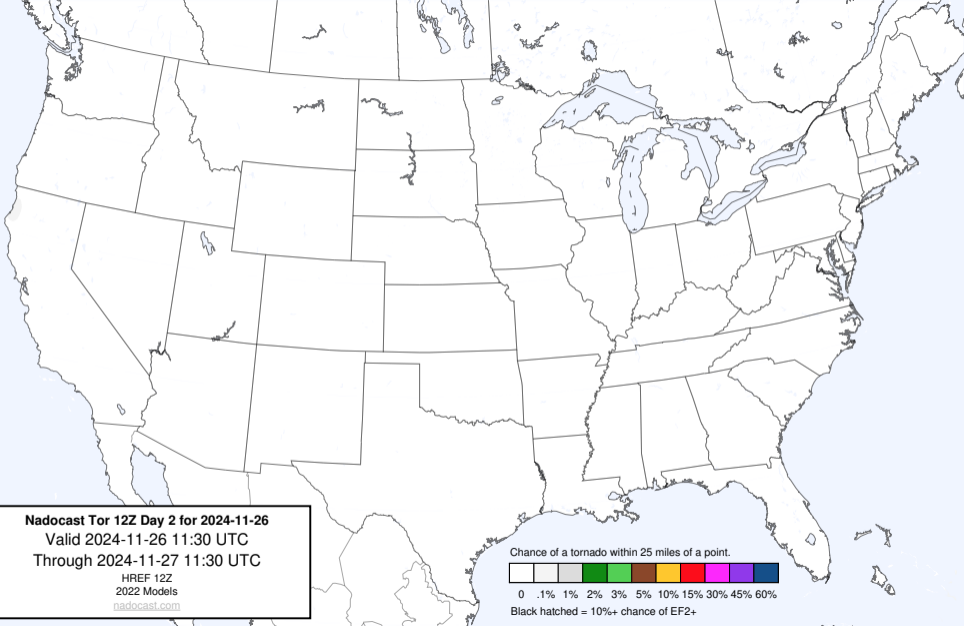 Nadocast Tor 12Z Day 2 for 2024-11-26
Valid 2024-11-26 11:30 UTC
Through 2024-11-27 11:30 UTC
HREF 12Z
2022 Models
nadocast.com
Chance of a tornado within 25 miles of a point.
0 .1% 1% 2% 3% 5% 10% 15% 30% 45% 60%
Black hatched = 10%+ chance of EF2+